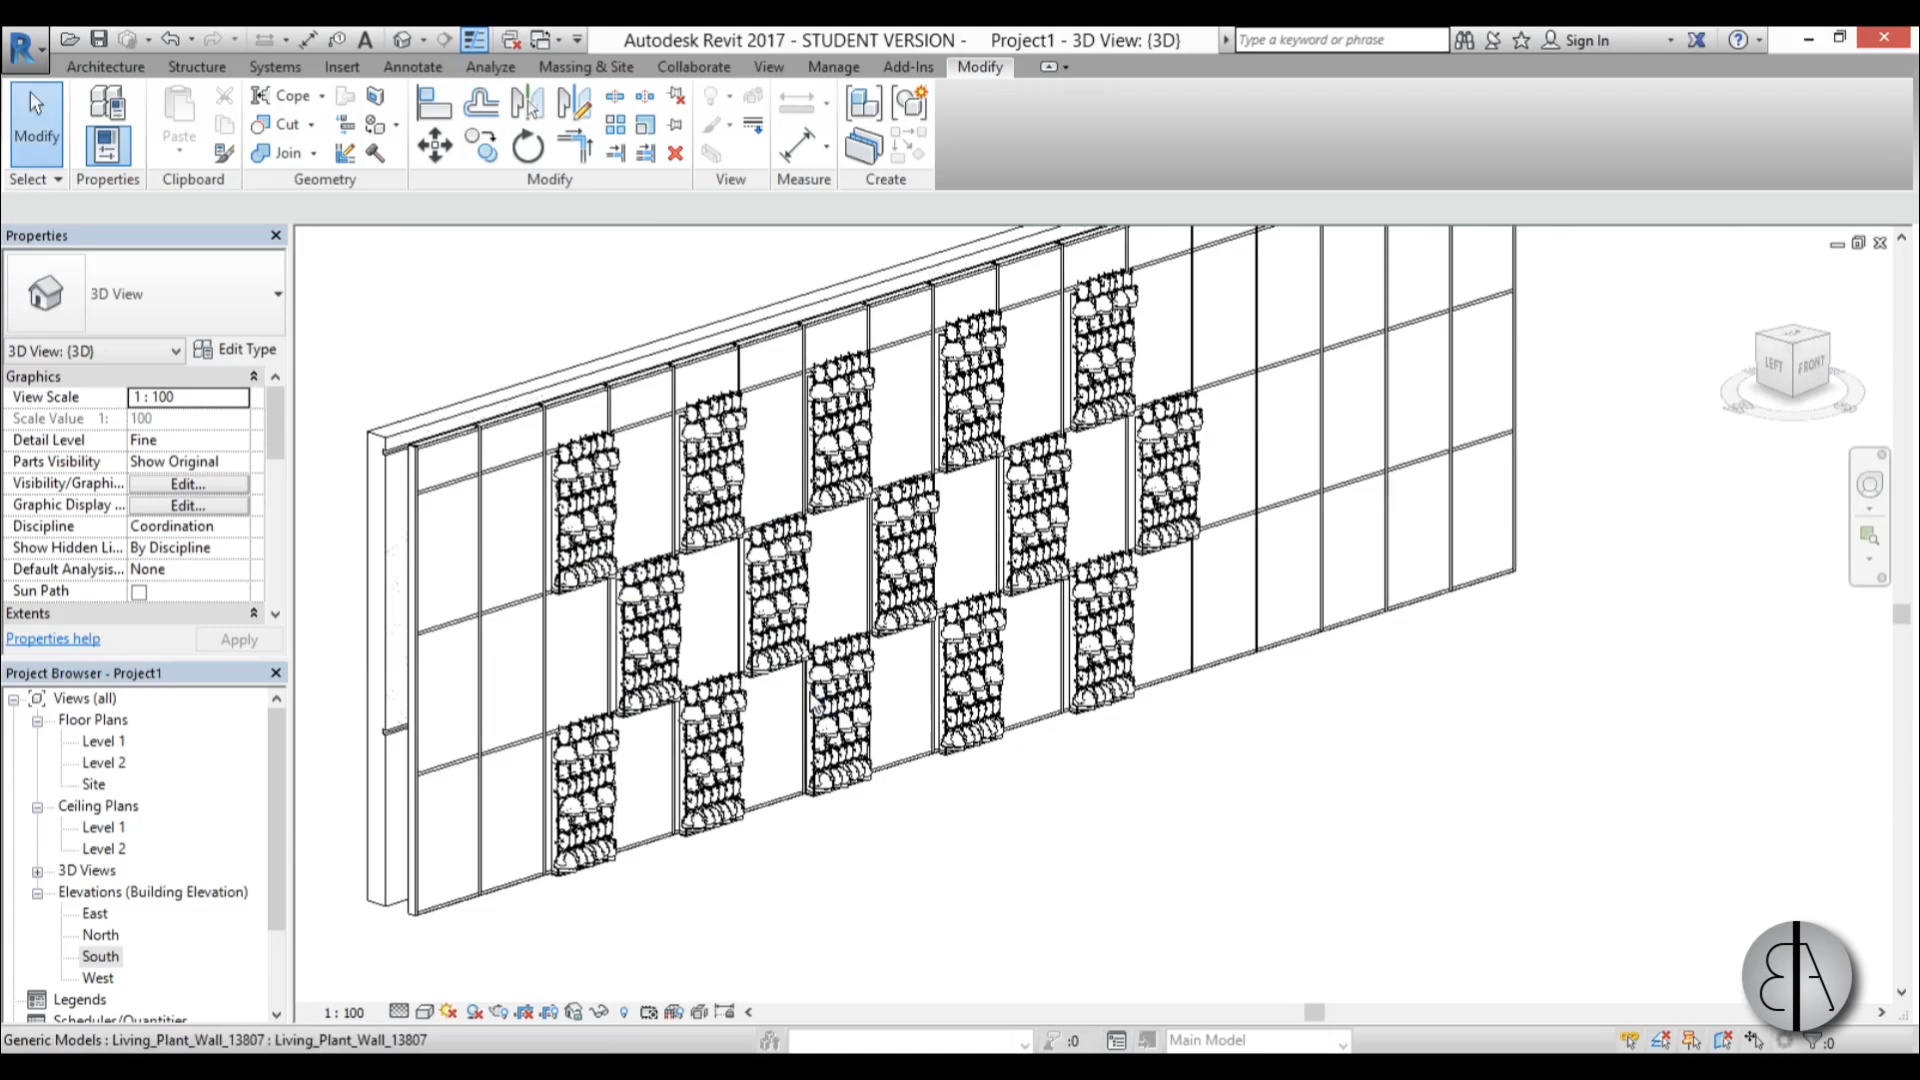 Autodesk Revit 2017 - STUDENT VERSION -    Project1 - 3D View: {3D}
Type a keyword or phrase
Sign In
Architecture Structure Systems Insert Annotate Analyze Massing & Site Collaborate View Manage Add-Ins Modify
Modify
Paste
Cope
Cut
Join
Select Properties Clipboard Geometry Modify View Measure Create
Properties
3D View
3D View: {3D}
Edit Type
Graphics
View Scale 1 : 100
Scale Value 1: 100
Detail Level Fine
Parts Visibility Show Original
Visibility/Graphi... Edit...
Graphic Display ... Edit...
Discipline Coordination
Show Hidden Li... By Discipline
Default Analysis... None
Sun Path
Extents
Properties help
Apply
Project Browser - Project1
Views (all)
Floor Plans
Level 1
Level 2
Site
Ceiling Plans
Level 1
Level 2
3D Views
Elevations (Building Elevation)
East
North
South
West
Legends
Schedules/Quantities
LEFT
FRONT
1 : 100
Generic Models : Living_Plant_Wall_13807 : Living_Plant_Wall_13807
:0
Main Model
:0